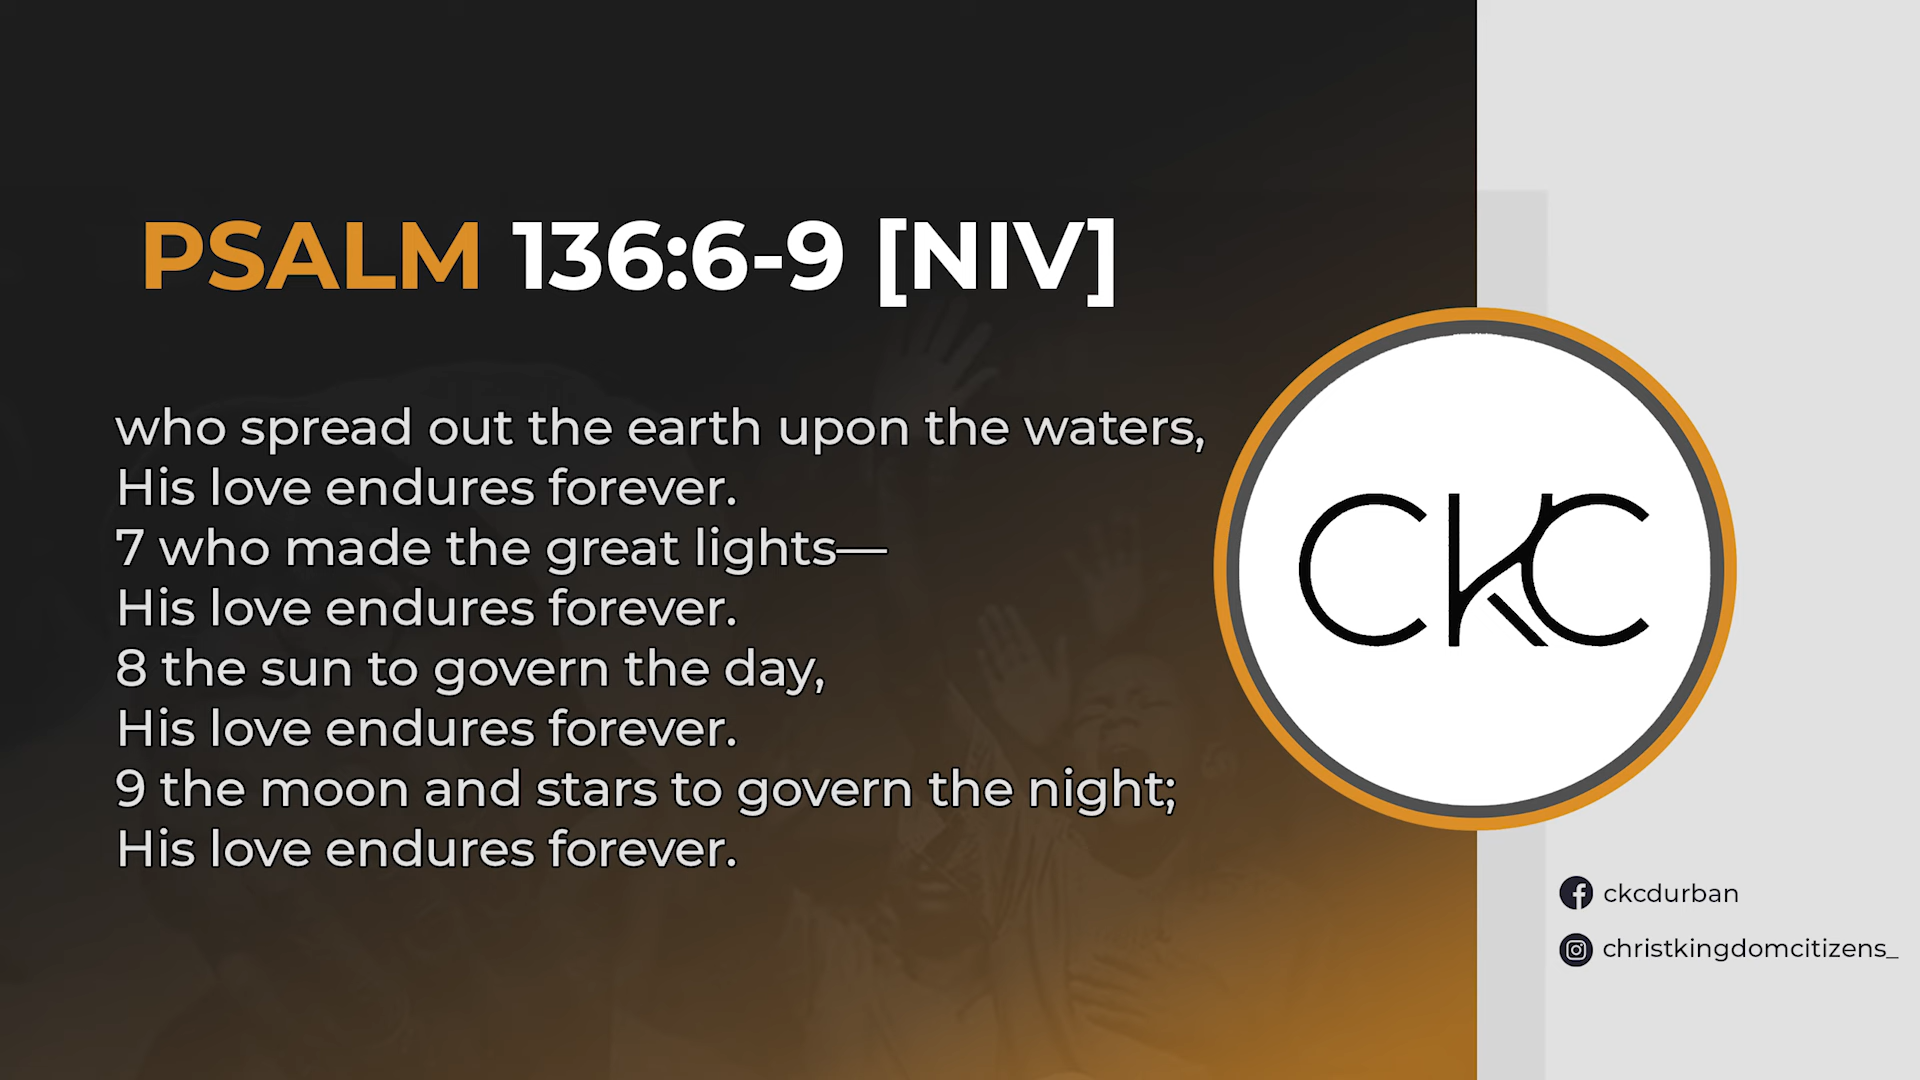 PSALM 136:6-9 [NIV]
who spread out the earth upon the waters,
His love endures forever.
7 who made the great lights—
His love endures forever.
8 the sun to govern the day,
His love endures forever.
9 the moon and stars to govern the night;
His love endures forever.
CKC
ckcdurban
christkingdomcitizens_